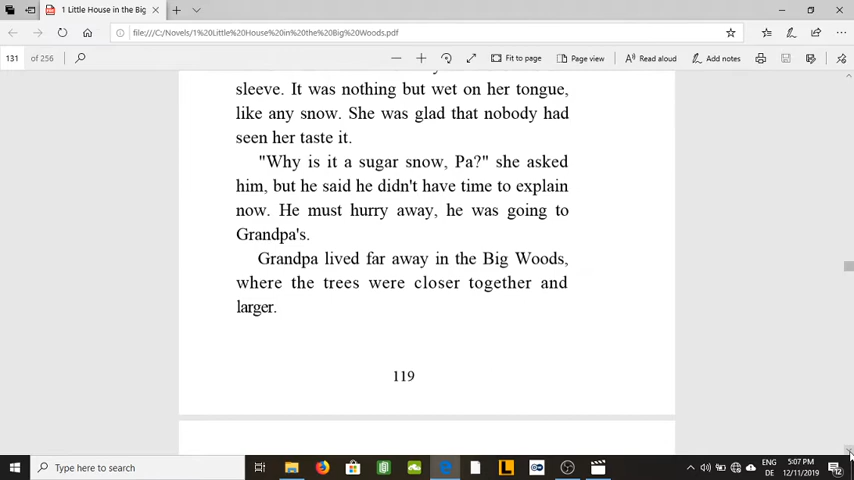 1 Little House in the Big
file:///C:/Novels/1%20Little%20House%20in%20the%20Big%20Woods.pdf
131 of 256
Fit to page
Page view
Read aloud
Add notes
sleeve. It was nothing but wet on her tongue,
like any snow. She was glad that nobody had
seen her taste it.
"Why is it a sugar snow, Pa?" she asked
him, but he said he didn't have time to explain
now. He must hurry away, he was going to
Grandpa's.
Grandpa lived far away in the Big Woods,
where the trees were closer together and
larger.
119
Type here to search
ENG
DE
5:07 PM
12/11/2019
12